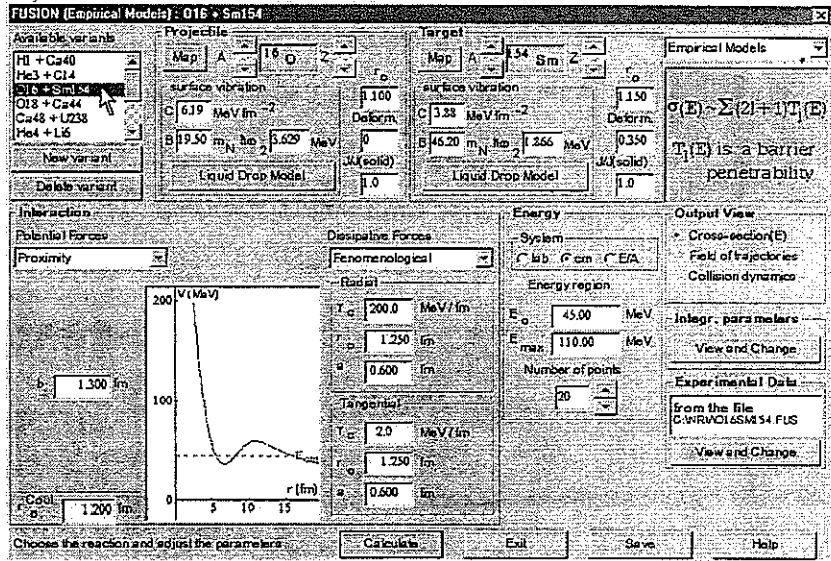 FUSION (Empirical Models) : O16 + Sm154
Available variants
H1 + Ca40
He3 + C14
O16 + Sm154
O18 + Ca44
Ca48 + U238
He4 + Li6
New variant
Delete variant
Projectile
Map A 16 O Z
surface vibration
C 6.19 MeV fm -2
B 19.50 m N ħω 2 3.629 MeV
Liquid Drop Model
r o
1.100
Deform.
0
J/J(solid)
1.0
Target
Map A 154 Sm Z
surface vibration
C 3.88 MeV fm -2
B 46.20 m N ħω 2 1.266 MeV
Liquid Drop Model
r o
1.150
Deform.
0.350
J/J(solid)
1.0
Empirical Models
σ(E)~∑(2l+1)T l (E)
T l (E) is a barrier
penetrability
Interaction
Potential Forces
Proximity
b 1.300 fm
r o Coul 1.200 fm
V (MeV)
200
100
0
5 10 15
r (fm)
Dissipative Forces
Fenomenological
Radial
200.0 MeV/fm
r o 1.250 fm
a 0.600 fm
Tangential
2.0 MeV/fm
r o 1.250 fm
a 0.600 fm
Energy
System
lab cm E/A
Energy region
E o 45.00 MeV
E max 110.00 MeV
Number of points
20
Output View
Cross-section(E)
Field of trajectories
Collision dynamics
Integr. parameters
View and Change
Experimental Data
from the file
C:\NRV\O16SM154.FUS
View and Change
Choose the reaction and adjust the parameters
Calculate
Exit
Save
Help